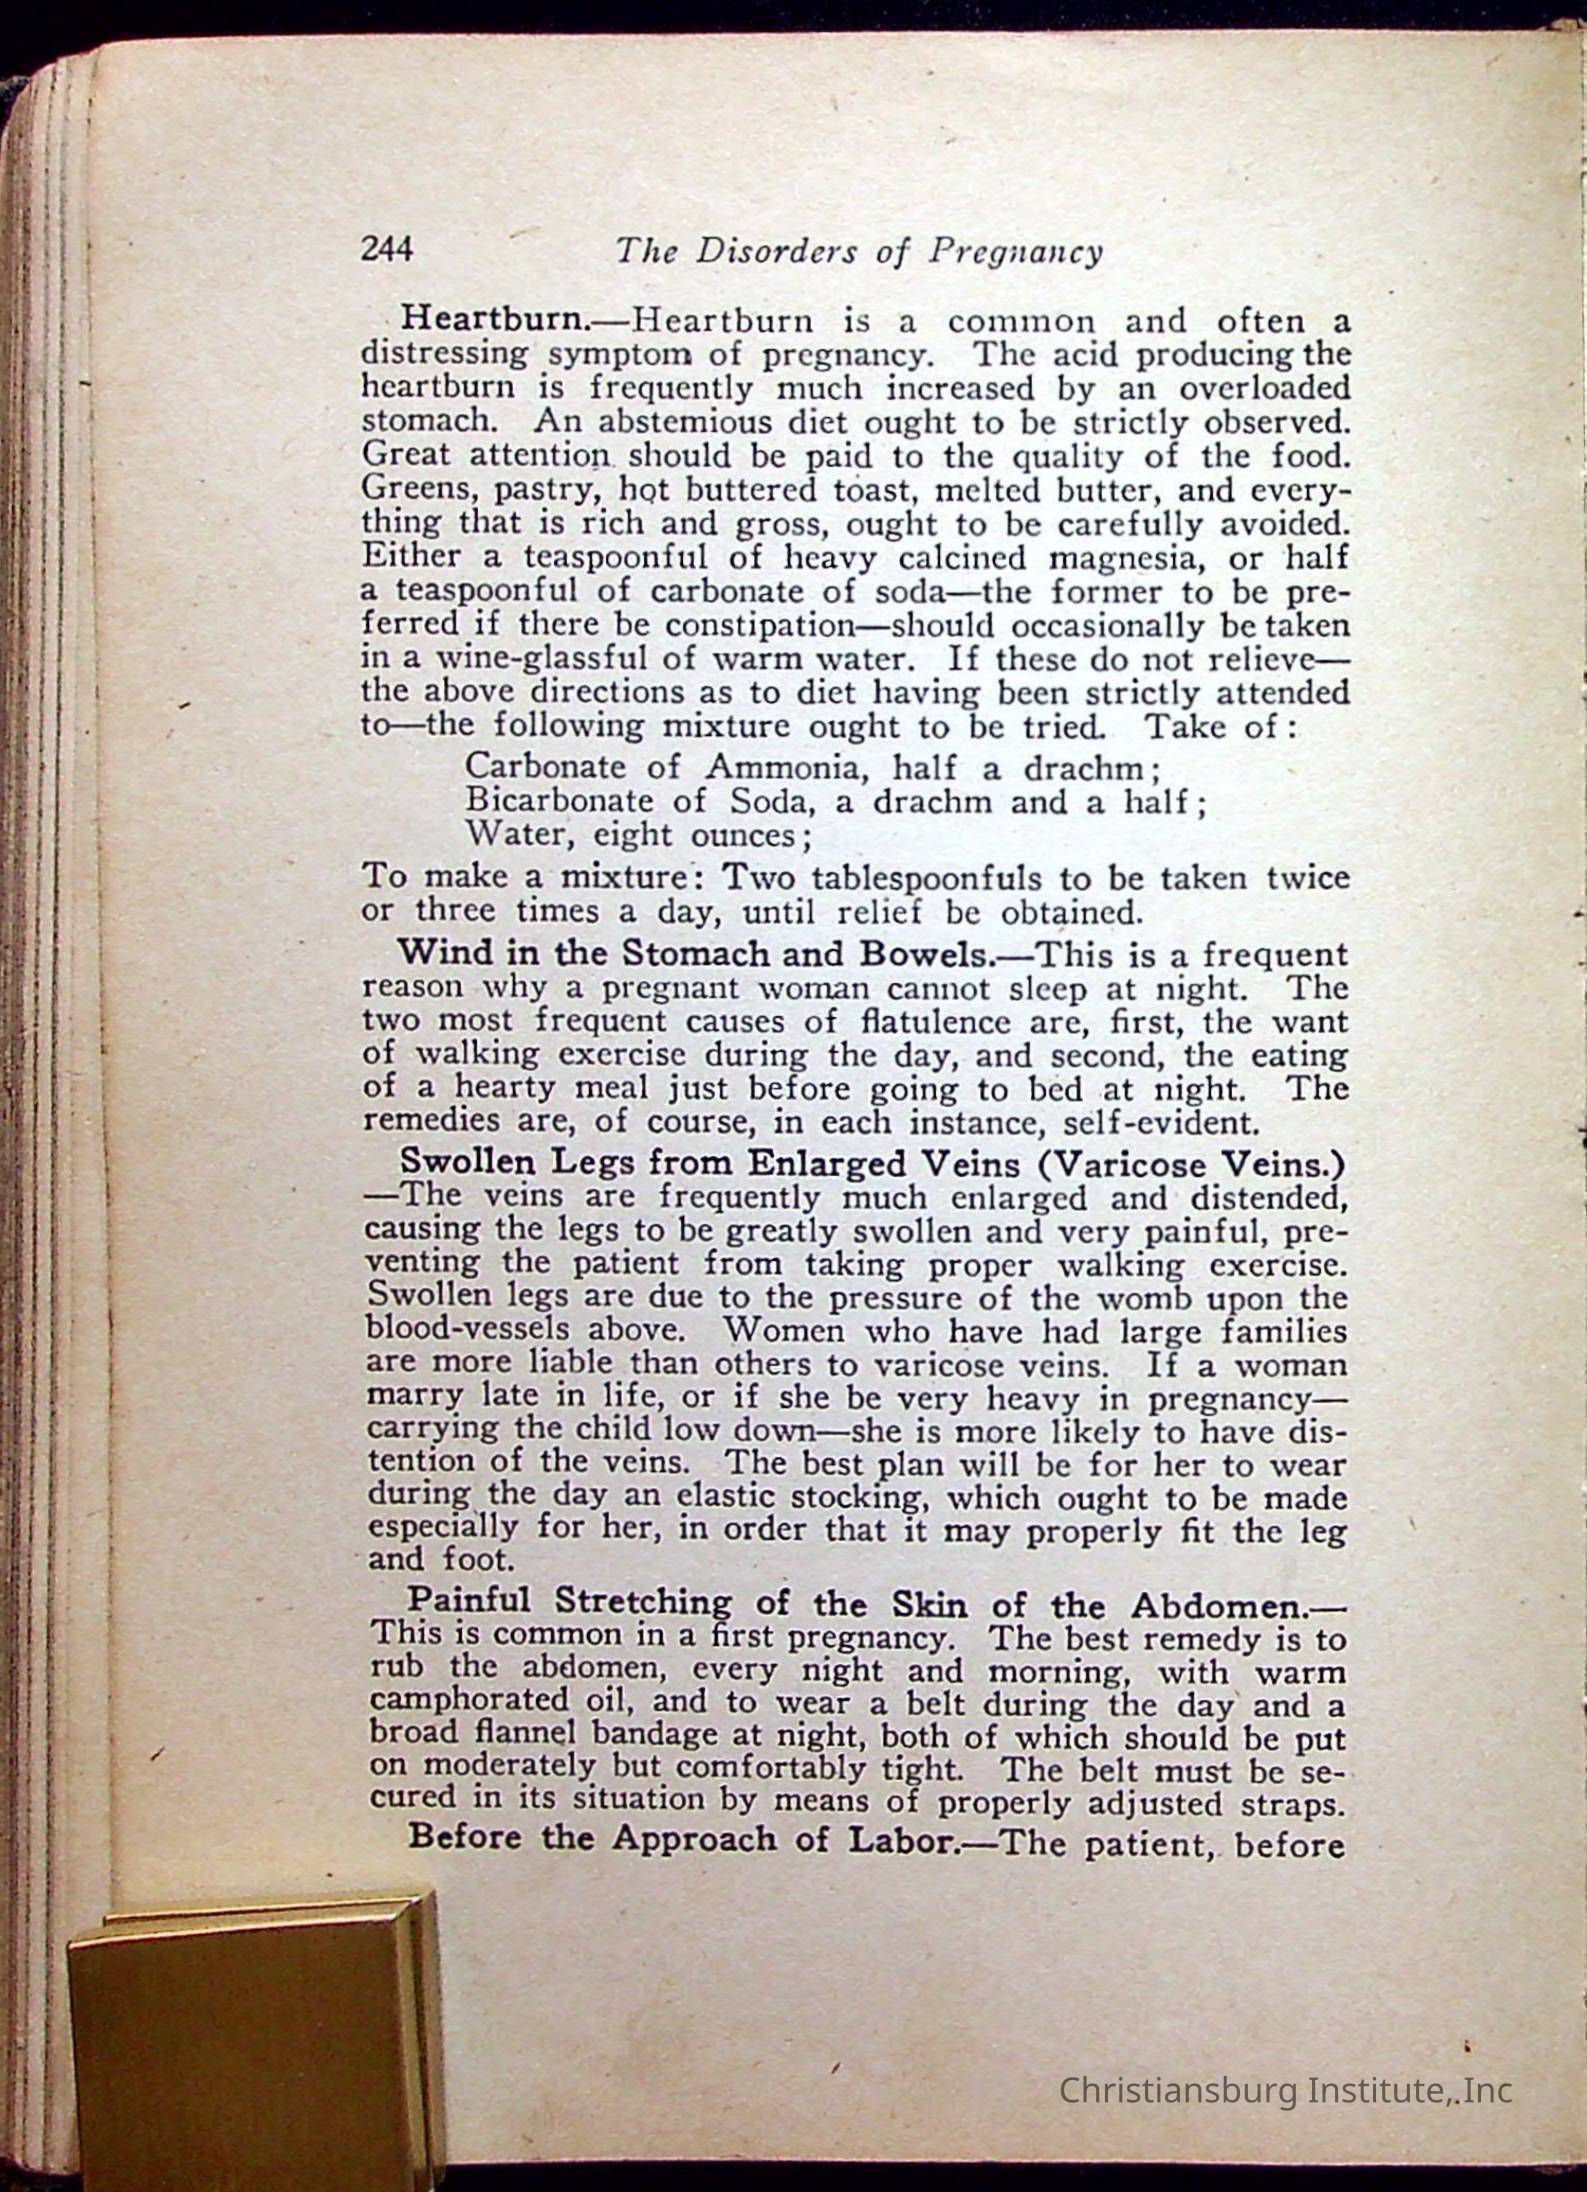 244 The Disorders of Pregnancy
Heartburn.—Heartburn is a common and often a
distressing symptom of pregnancy. The acid producing the
heartburn is frequently much increased by an overloaded
stomach. An abstemious diet ought to be strictly observed.
Great attention should be paid to the quality of the food.
Greens, pastry, hot buttered toast, melted butter, and every-
thing that is rich and gross, ought to be carefully avoided.
Either a teaspoonful of heavy calcined magnesia, or half
a teaspoonful of carbonate of soda—the former to be pre-
ferred if there be constipation—should occasionally be taken
in a wine-glassful of warm water. If these do not relieve—
the above directions as to diet having been strictly attended
to—the following mixture ought to be tried. Take of:
Carbonate of Ammonia, half a drachm;
Bicarbonate of Soda, a drachm and a half;
Water, eight ounces;
To make a mixture: Two tablespoonfuls to be taken twice
or three times a day, until relief be obtained.
Wind in the Stomach and Bowels.—This is a frequent
reason why a pregnant woman cannot sleep at night. The
two most frequent causes of flatulence are, first, the want
of walking exercise during the day, and second, the eating
of a hearty meal just before going to bed at night. The
remedies are, of course, in each instance, self-evident.
Swollen Legs from Enlarged Veins (Varicose Veins.)
—The veins are frequently much enlarged and distended,
causing the legs to be greatly swollen and very painful, pre-
venting the patient from taking proper walking exercise.
Swollen legs are due to the pressure of the womb upon the
blood-vessels above. Women who have had large families
are more liable than others to varicose veins. If a woman
marry late in life, or if she be very heavy in pregnancy—
carrying the child low down—she is more likely to have dis-
tention of the veins. The best plan will be for her to wear
during the day an elastic stocking, which ought to be made
especially for her, in order that it may properly fit the leg
and foot.
Painful Stretching of the Skin of the Abdomen.—
This is common in a first pregnancy. The best remedy is to
rub the abdomen, every night and morning, with warm
camphorated oil, and to wear a belt during the day and a
broad flannel bandage at night, both of which should be put
on moderately but comfortably tight. The belt must be se-
cured in its situation by means of properly adjusted straps.
Before the Approach of Labor.—The patient, before
Christiansburg Institute, Inc